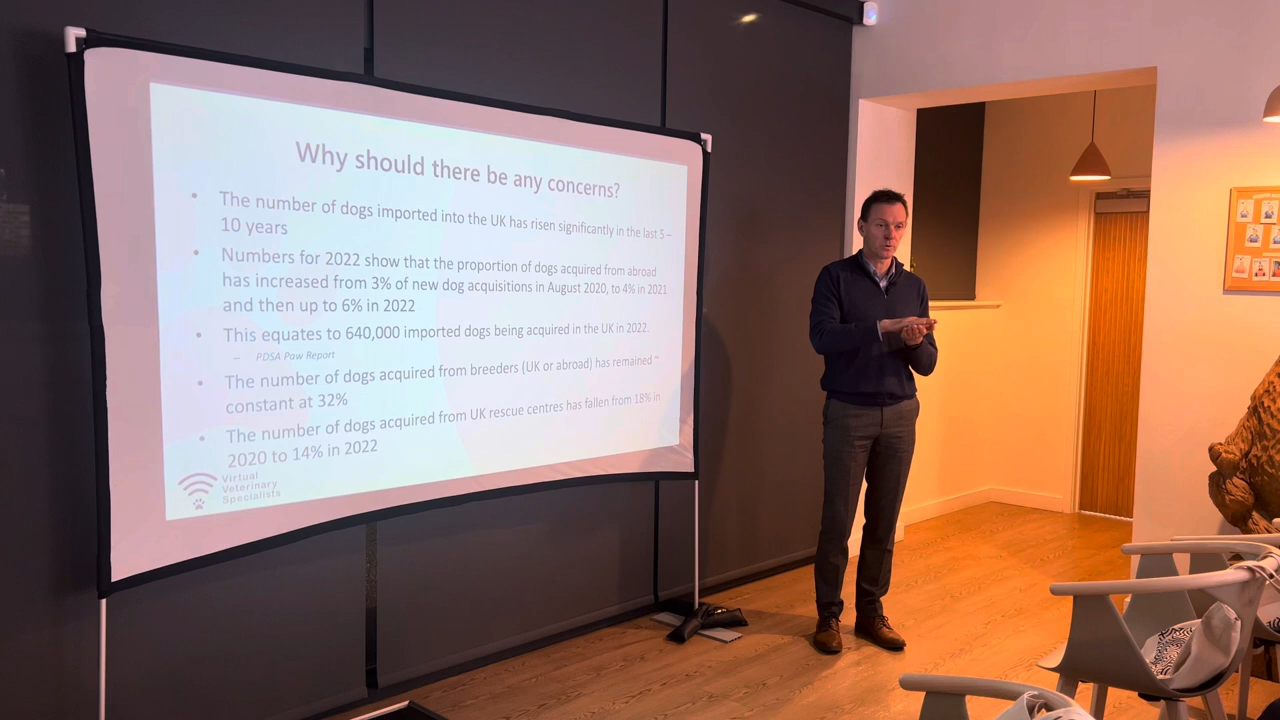 Why should there be any concerns?
• The number of dogs imported into the UK has risen significantly in the last 5 –
10 years
• Numbers for 2022 show that the proportion of dogs acquired from abroad
has increased from 3% of new dog acquisitions in August 2020, to 4% in 2021
and then up to 6% in 2022
• This equates to 640,000 imported dogs being acquired in the UK in 2022.
– PDSA Paw Report
• The number of dogs acquired from breeders (UK or abroad) has remained ~
constant at 32%
• The number of dogs acquired from UK rescue centres has fallen from 18% in
2020 to 14% in 2022
Virtual
Veterinary
Specialists